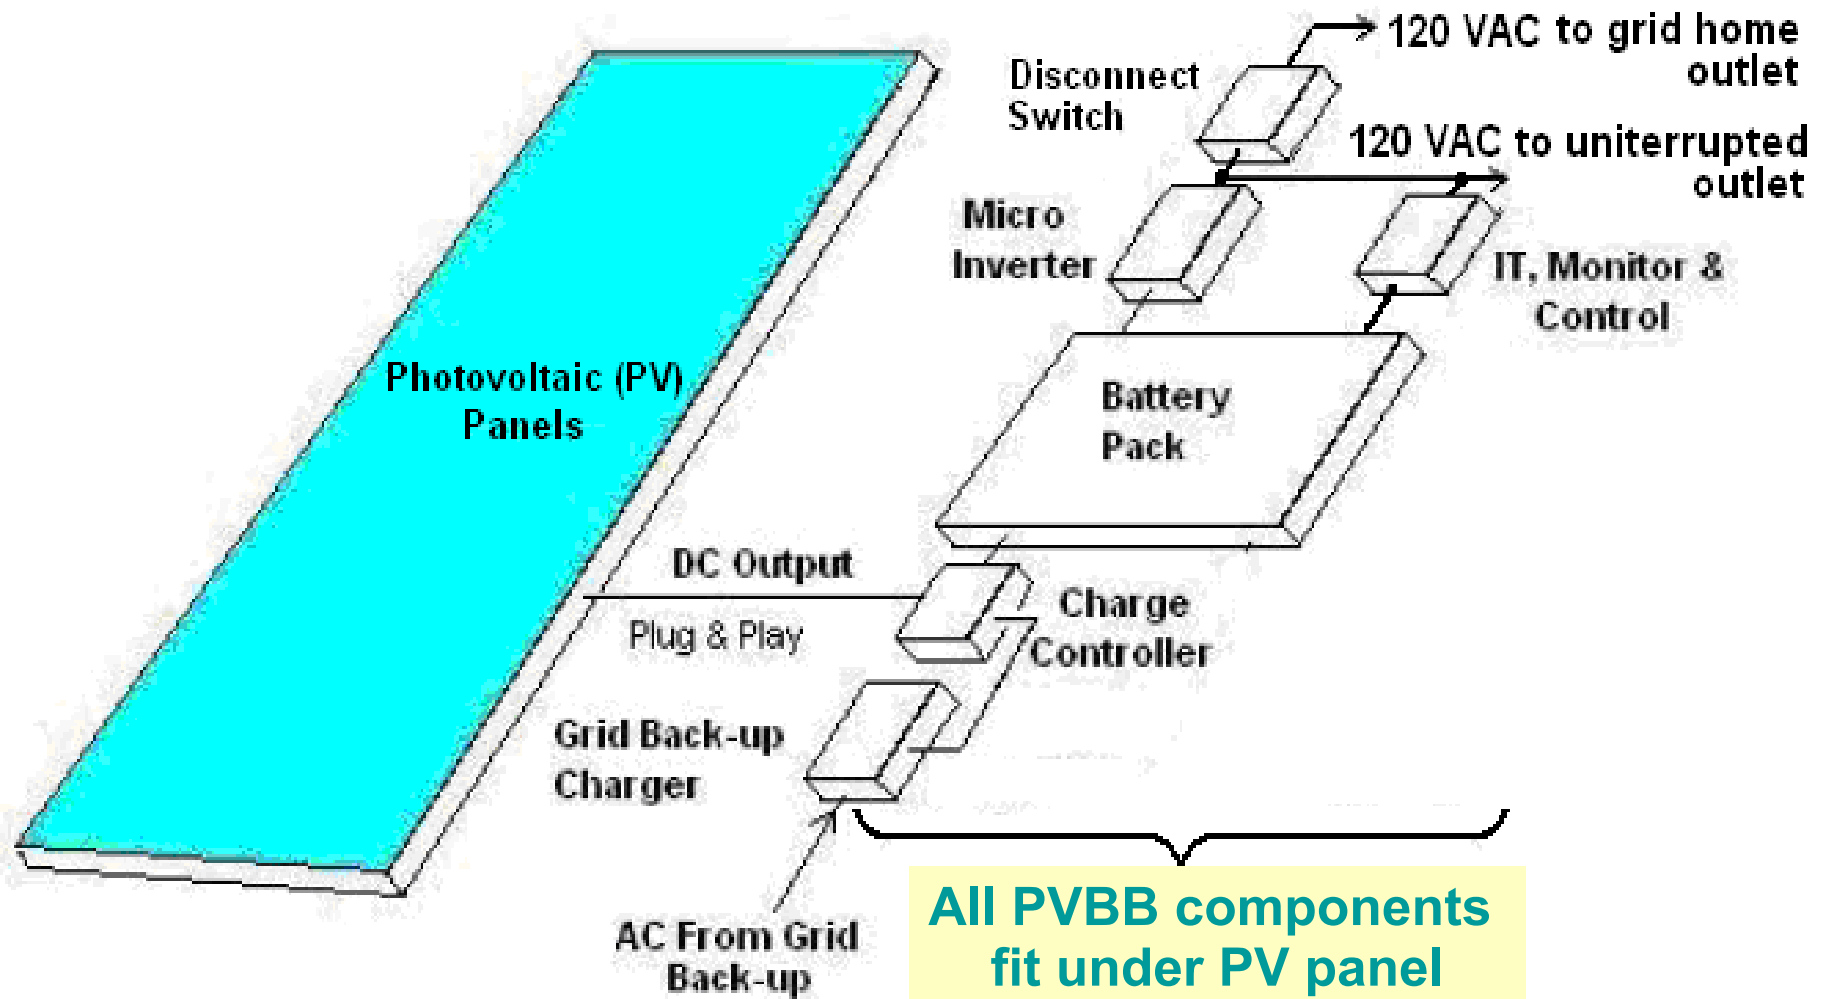 120 VAC to grid home
outlet
Disconnect
Switch
120 VAC to uniterrupted
outlet
Micro
Inverter
IT, Monitor &
Control
Photovoltaic (PV)
Panels
Battery
Pack
DC Output
Plug & Play
Charge
Controller
Grid Back-up
Charger
AC From Grid
Back-up
All PVBB components
fit under PV panel